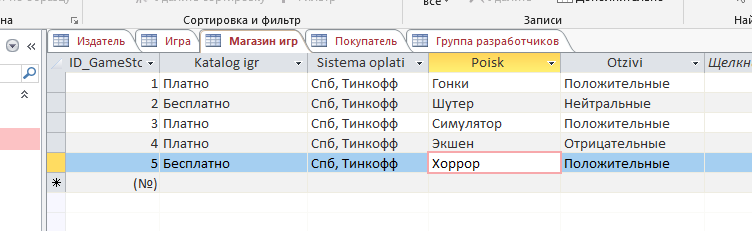 Все
Сортировка и фильтр Записи
Издатель Игра Магазин игр Покупатель Группа разработчиков
ID_GameSto Katalog igr Sistema oplati Poisk Otzivi Щелкн
1 Платно Спб, Тинкофф Гонки Положительные
2 Бесплатно Спб, Тинкофф Шутер Нейтральные
3 Платно Спб, Тинкофф Симулятор Положительные
4 Платно Спб, Тинкофф Экшен Отрицательные
5 Бесплатно Спб, Тинкофф Хоррор Положительные
(№)